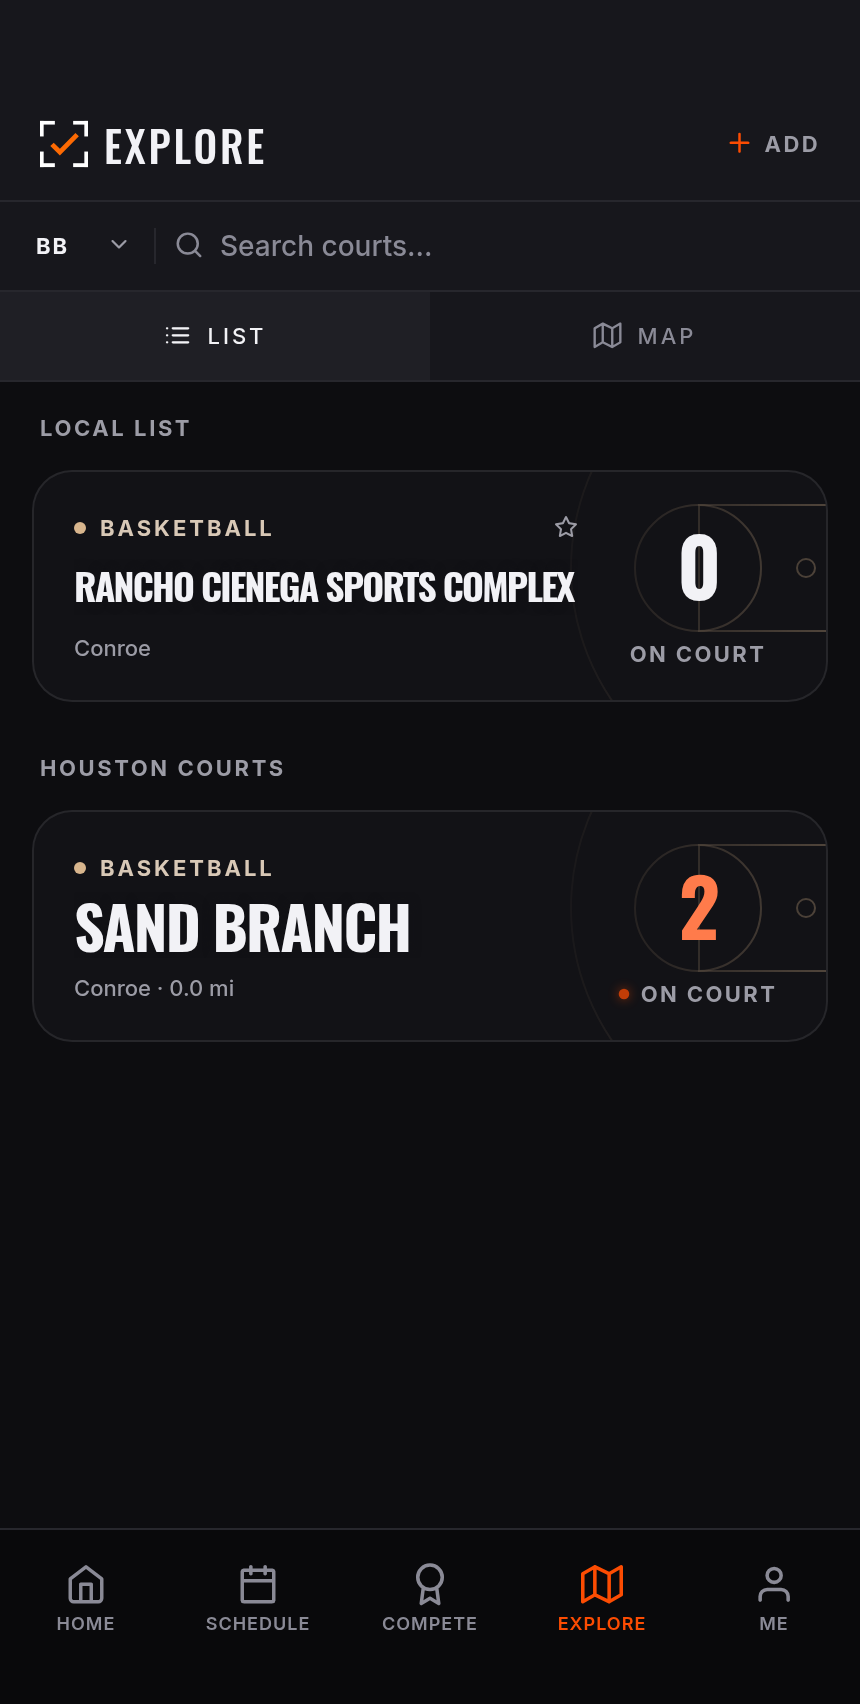 EXPLORE
ADD
BB
Search courts...
LIST
MAP
LOCAL LIST
BASKETBALL
RANCHO CIENEGA SPORTS COMPLEX
Conroe
0
ON COURT
HOUSTON COURTS
BASKETBALL
SAND BRANCH
Conroe · 0.0 mi
2
ON COURT
HOME
SCHEDULE
COMPETE
EXPLORE
ME